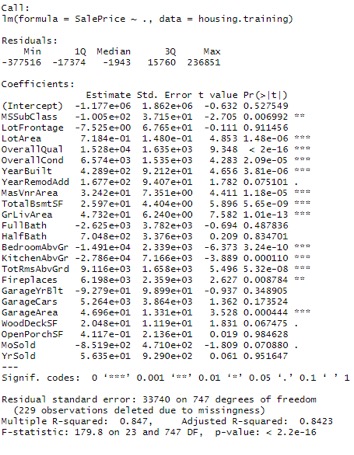 Call:
lm(formula = SalePrice ~ ., data = housing.training)
Residuals:
Min 1Q Median 3Q Max
-377516 -17374 -1943 15760 236851
Coefficients:
Estimate Std. Error t value Pr(>|t|)
(Intercept) -1.177e+06 1.862e+06 -0.632 0.527549
MSSubClass -1.005e+02 3.715e+01 -2.705 0.006992 **
LotFrontage -7.525e+00 6.765e+01 -0.111 0.911456
LotArea 7.184e-01 1.480e-01 4.853 1.48e-06 ***
OverallQual 1.528e+04 1.635e+03 9.348 < 2e-16 ***
OverallCond 6.574e+03 1.535e+03 4.283 2.09e-05 ***
YearBuilt 4.289e+02 9.212e+01 4.656 3.81e-06 ***
YearRemodAdd 1.677e+02 9.407e+01 1.782 0.075101 .
MasVnrArea 3.242e+01 7.351e+00 4.411 1.18e-05 ***
TotalBsmtSF 2.597e+01 4.404e+00 5.896 5.65e-09 ***
GrLivArea 4.732e+01 6.240e+00 7.582 1.01e-13 ***
FullBath -2.625e+03 3.782e+03 -0.694 0.487836
HalfBath 7.048e+02 3.376e+03 0.209 0.834701
BedroomAbvGr -1.491e+04 2.339e+03 -6.373 3.24e-10 ***
KitchenAbvGr -2.786e+04 7.166e+03 -3.889 0.000110 ***
TotRmsAbvGrd 9.116e+03 1.658e+03 5.496 5.32e-08 ***
Fireplaces 6.198e+03 2.359e+03 2.627 0.008784 **
GarageYrBlt -9.279e+01 9.899e+01 -0.937 0.348905
GarageCars 5.264e+03 3.864e+03 1.362 0.173524
GarageArea 4.696e+01 1.331e+01 3.528 0.000444 ***
WoodDeckSF 2.048e+01 1.119e+01 1.831 0.067475 .
OpenPorchSF 4.117e-01 2.136e+01 0.019 0.984628
MoSold -8.519e+02 4.710e+02 -1.809 0.070880 .
YrSold 5.635e+01 9.290e+02 0.061 0.951647
---
Signif. codes: 0 ‘***’ 0.001 ‘**’ 0.01 ‘*’ 0.05 ‘.’ 0.1 ‘ ’ 1
Residual standard error: 33740 on 747 degrees of freedom
(229 observations deleted due to missingness)
Multiple R-squared: 0.847, Adjusted R-squared: 0.8423
F-statistic: 179.8 on 23 and 747 DF, p-value: < 2.2e-16